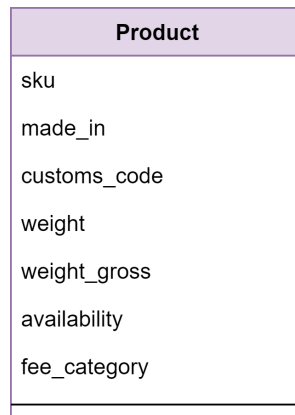 Product
sku
made_in
customs_code
weight
weight_gross
availability
fee_category